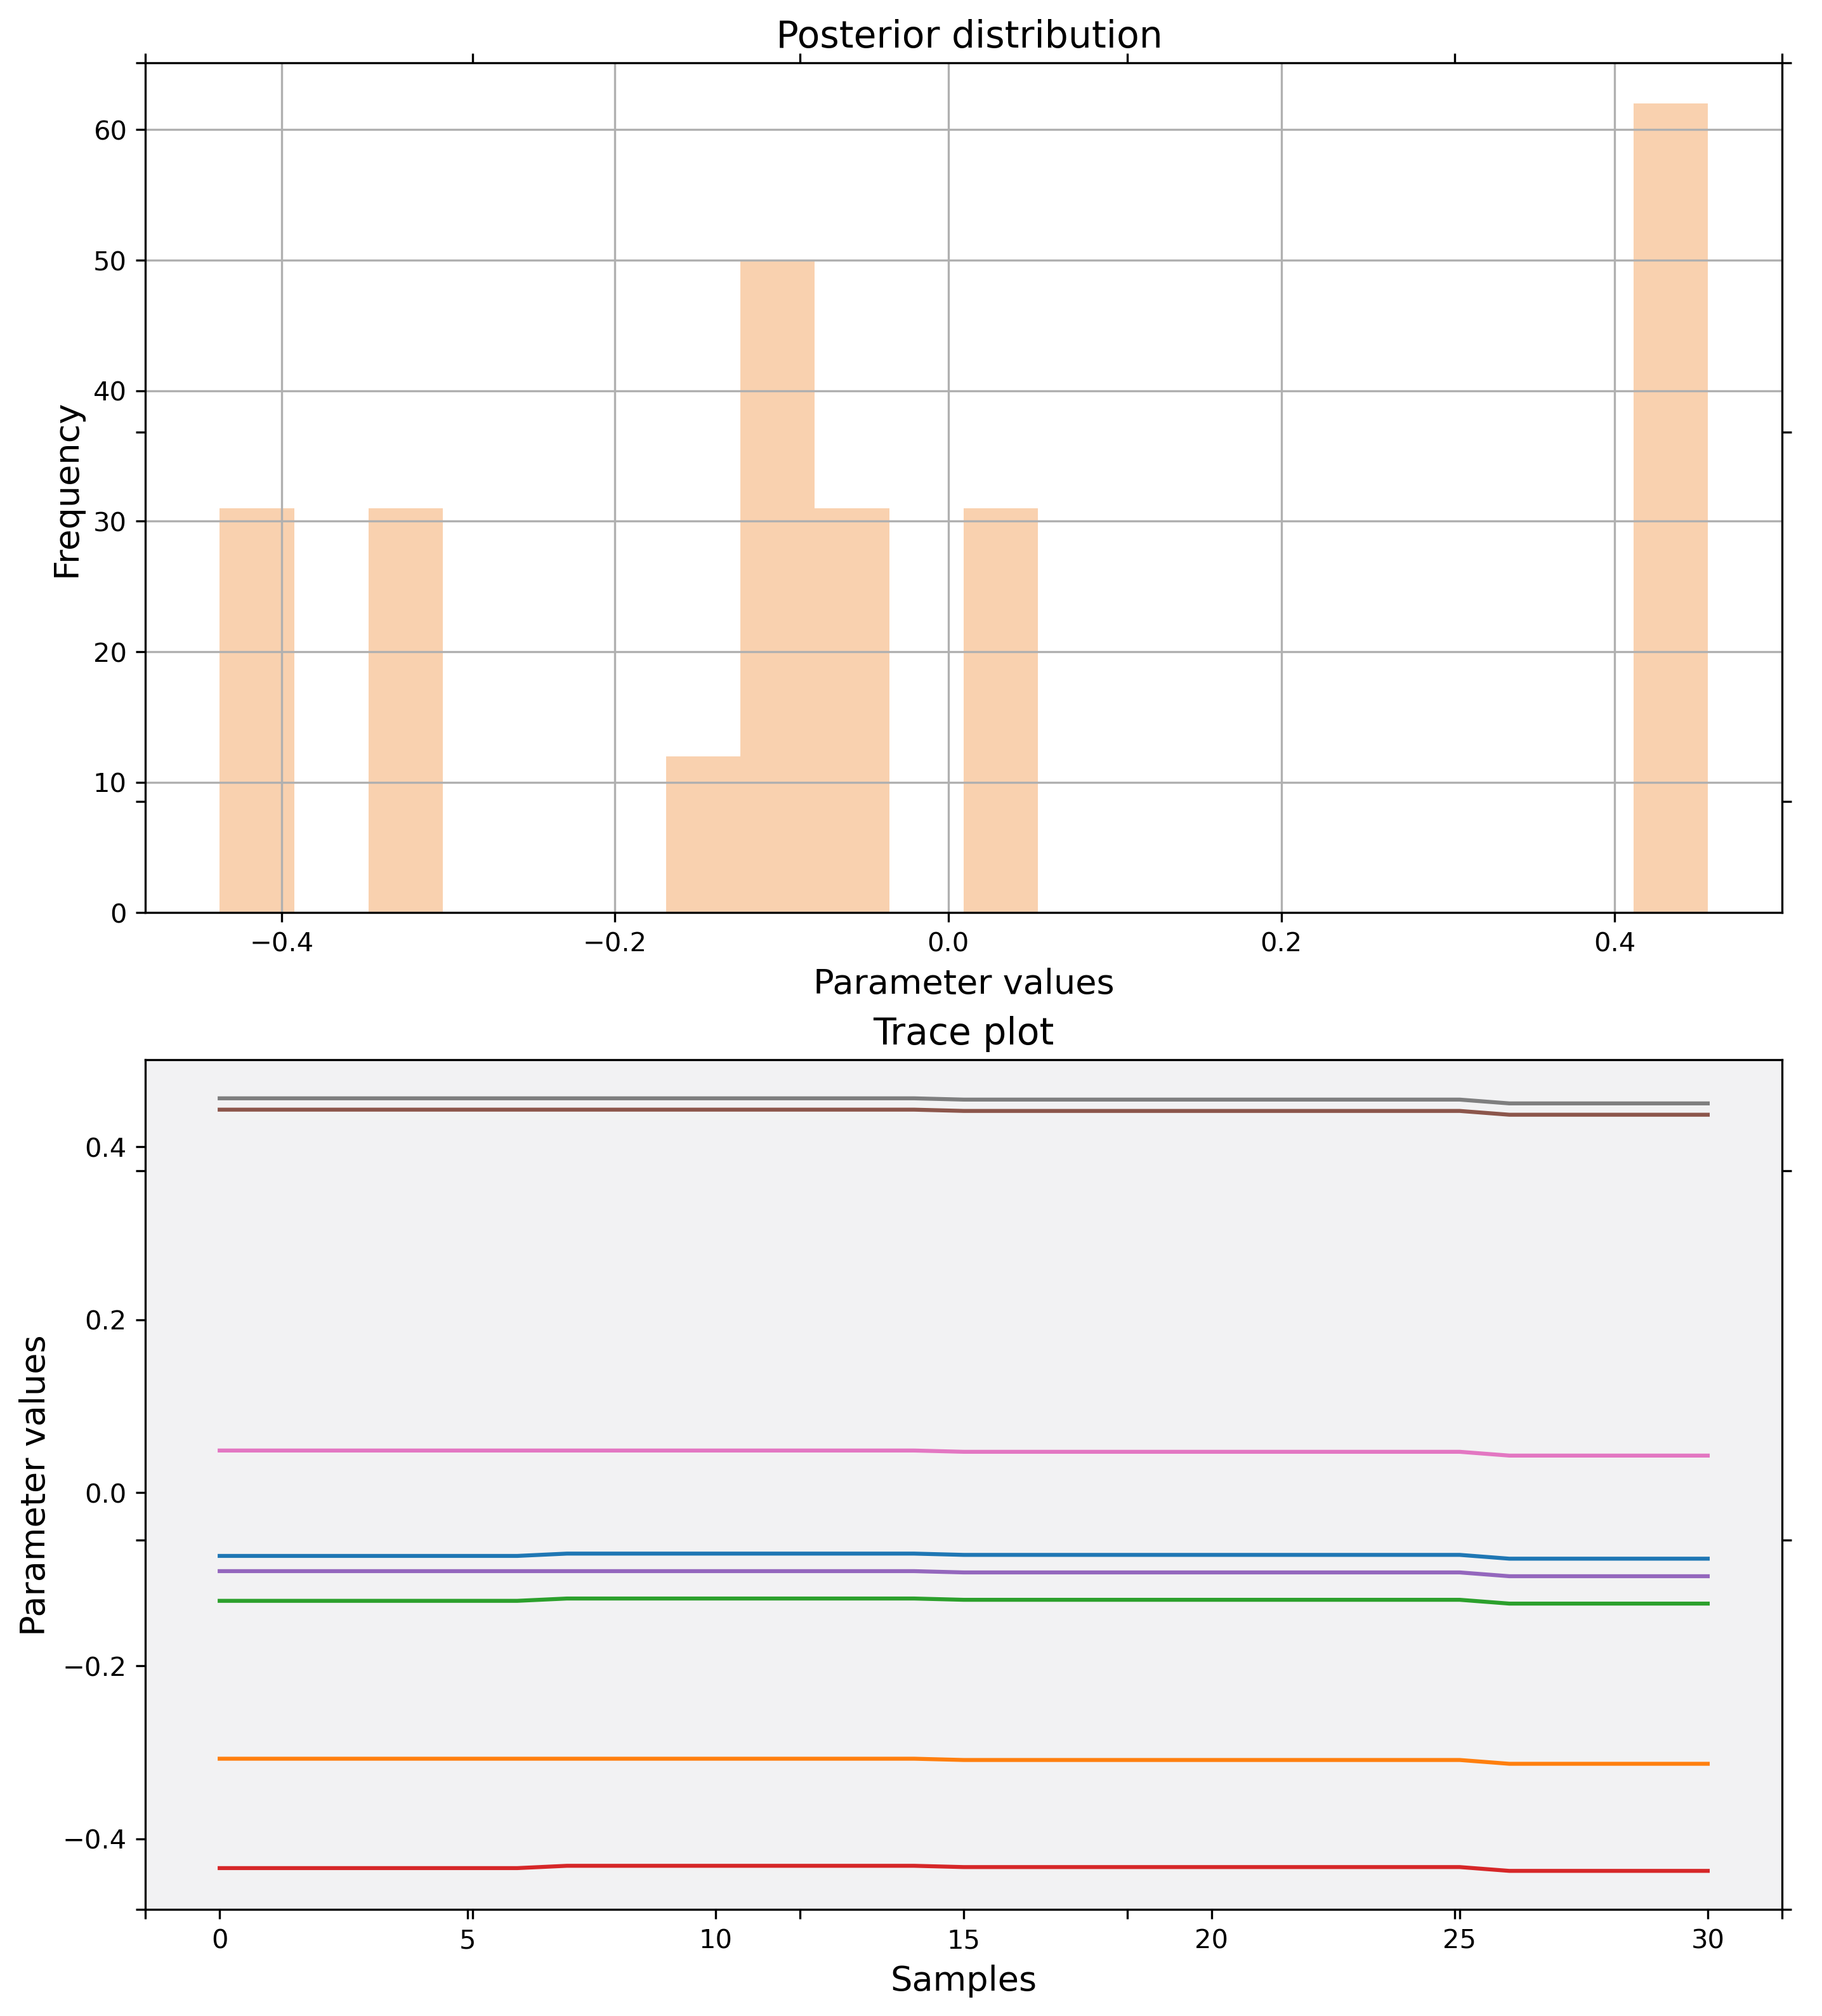 Posterior distribution
60
50
40
30
20
10
0
Frequency
−0.4 −0.2 0.0 0.2 0.4
Parameter values
Trace plot
0.4
0.2
0.0
−0.2
−0.4
Parameter values
0 5 10 15 20 25 30
Samples